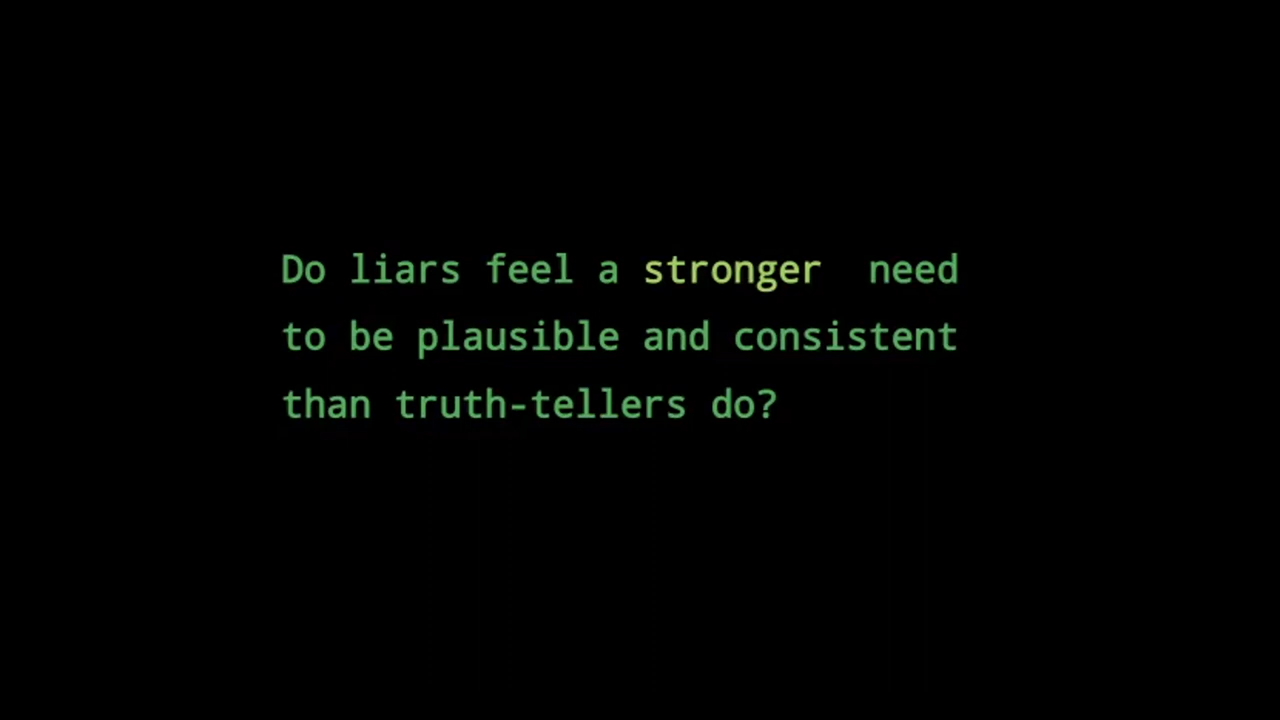 Do liars feel a stronger need
to be plausible and consistent
than truth-tellers do?